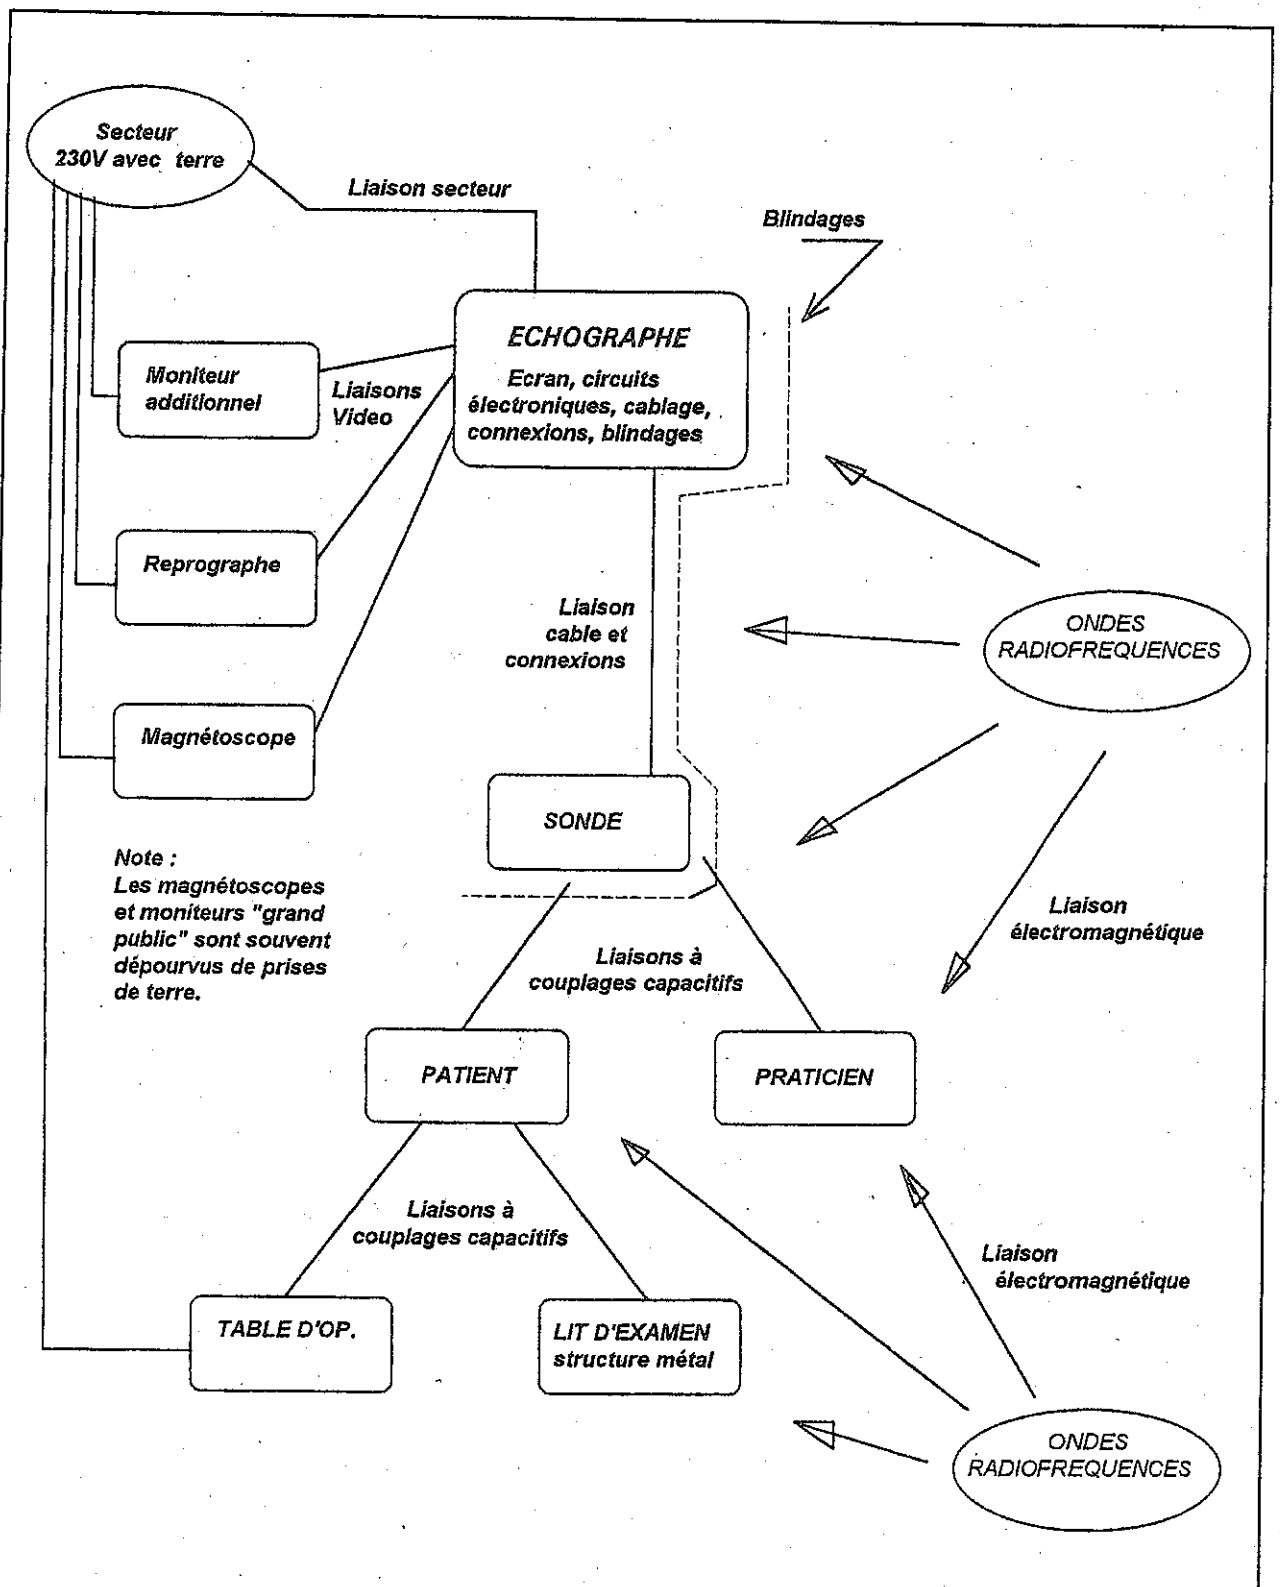 Secteur
230V avec terre
Liaison secteur
Blindages
ECHOGRAPHE
Ecran, circuits
électroniques, cablage,
connexions, blindages
Moniteur
additionnel
Liaisons
Video
Reprographe
Liaison
cable et
connexions
ONDES
RADIOFREQUENCES
Magnétoscope
SONDE
Note :
Les magnétoscopes
et moniteurs "grand
public" sont souvent
dépourvus de prises
de terre.
Liaison
électromagnétique
Liaisons à
couplages capacitifs
PATIENT
PRATICIEN
Liaisons à
couplages capacitifs
Liaison
électromagnétique
TABLE D'OP.
LIT D'EXAMEN
structure métal
ONDES
RADIOFREQUENCES